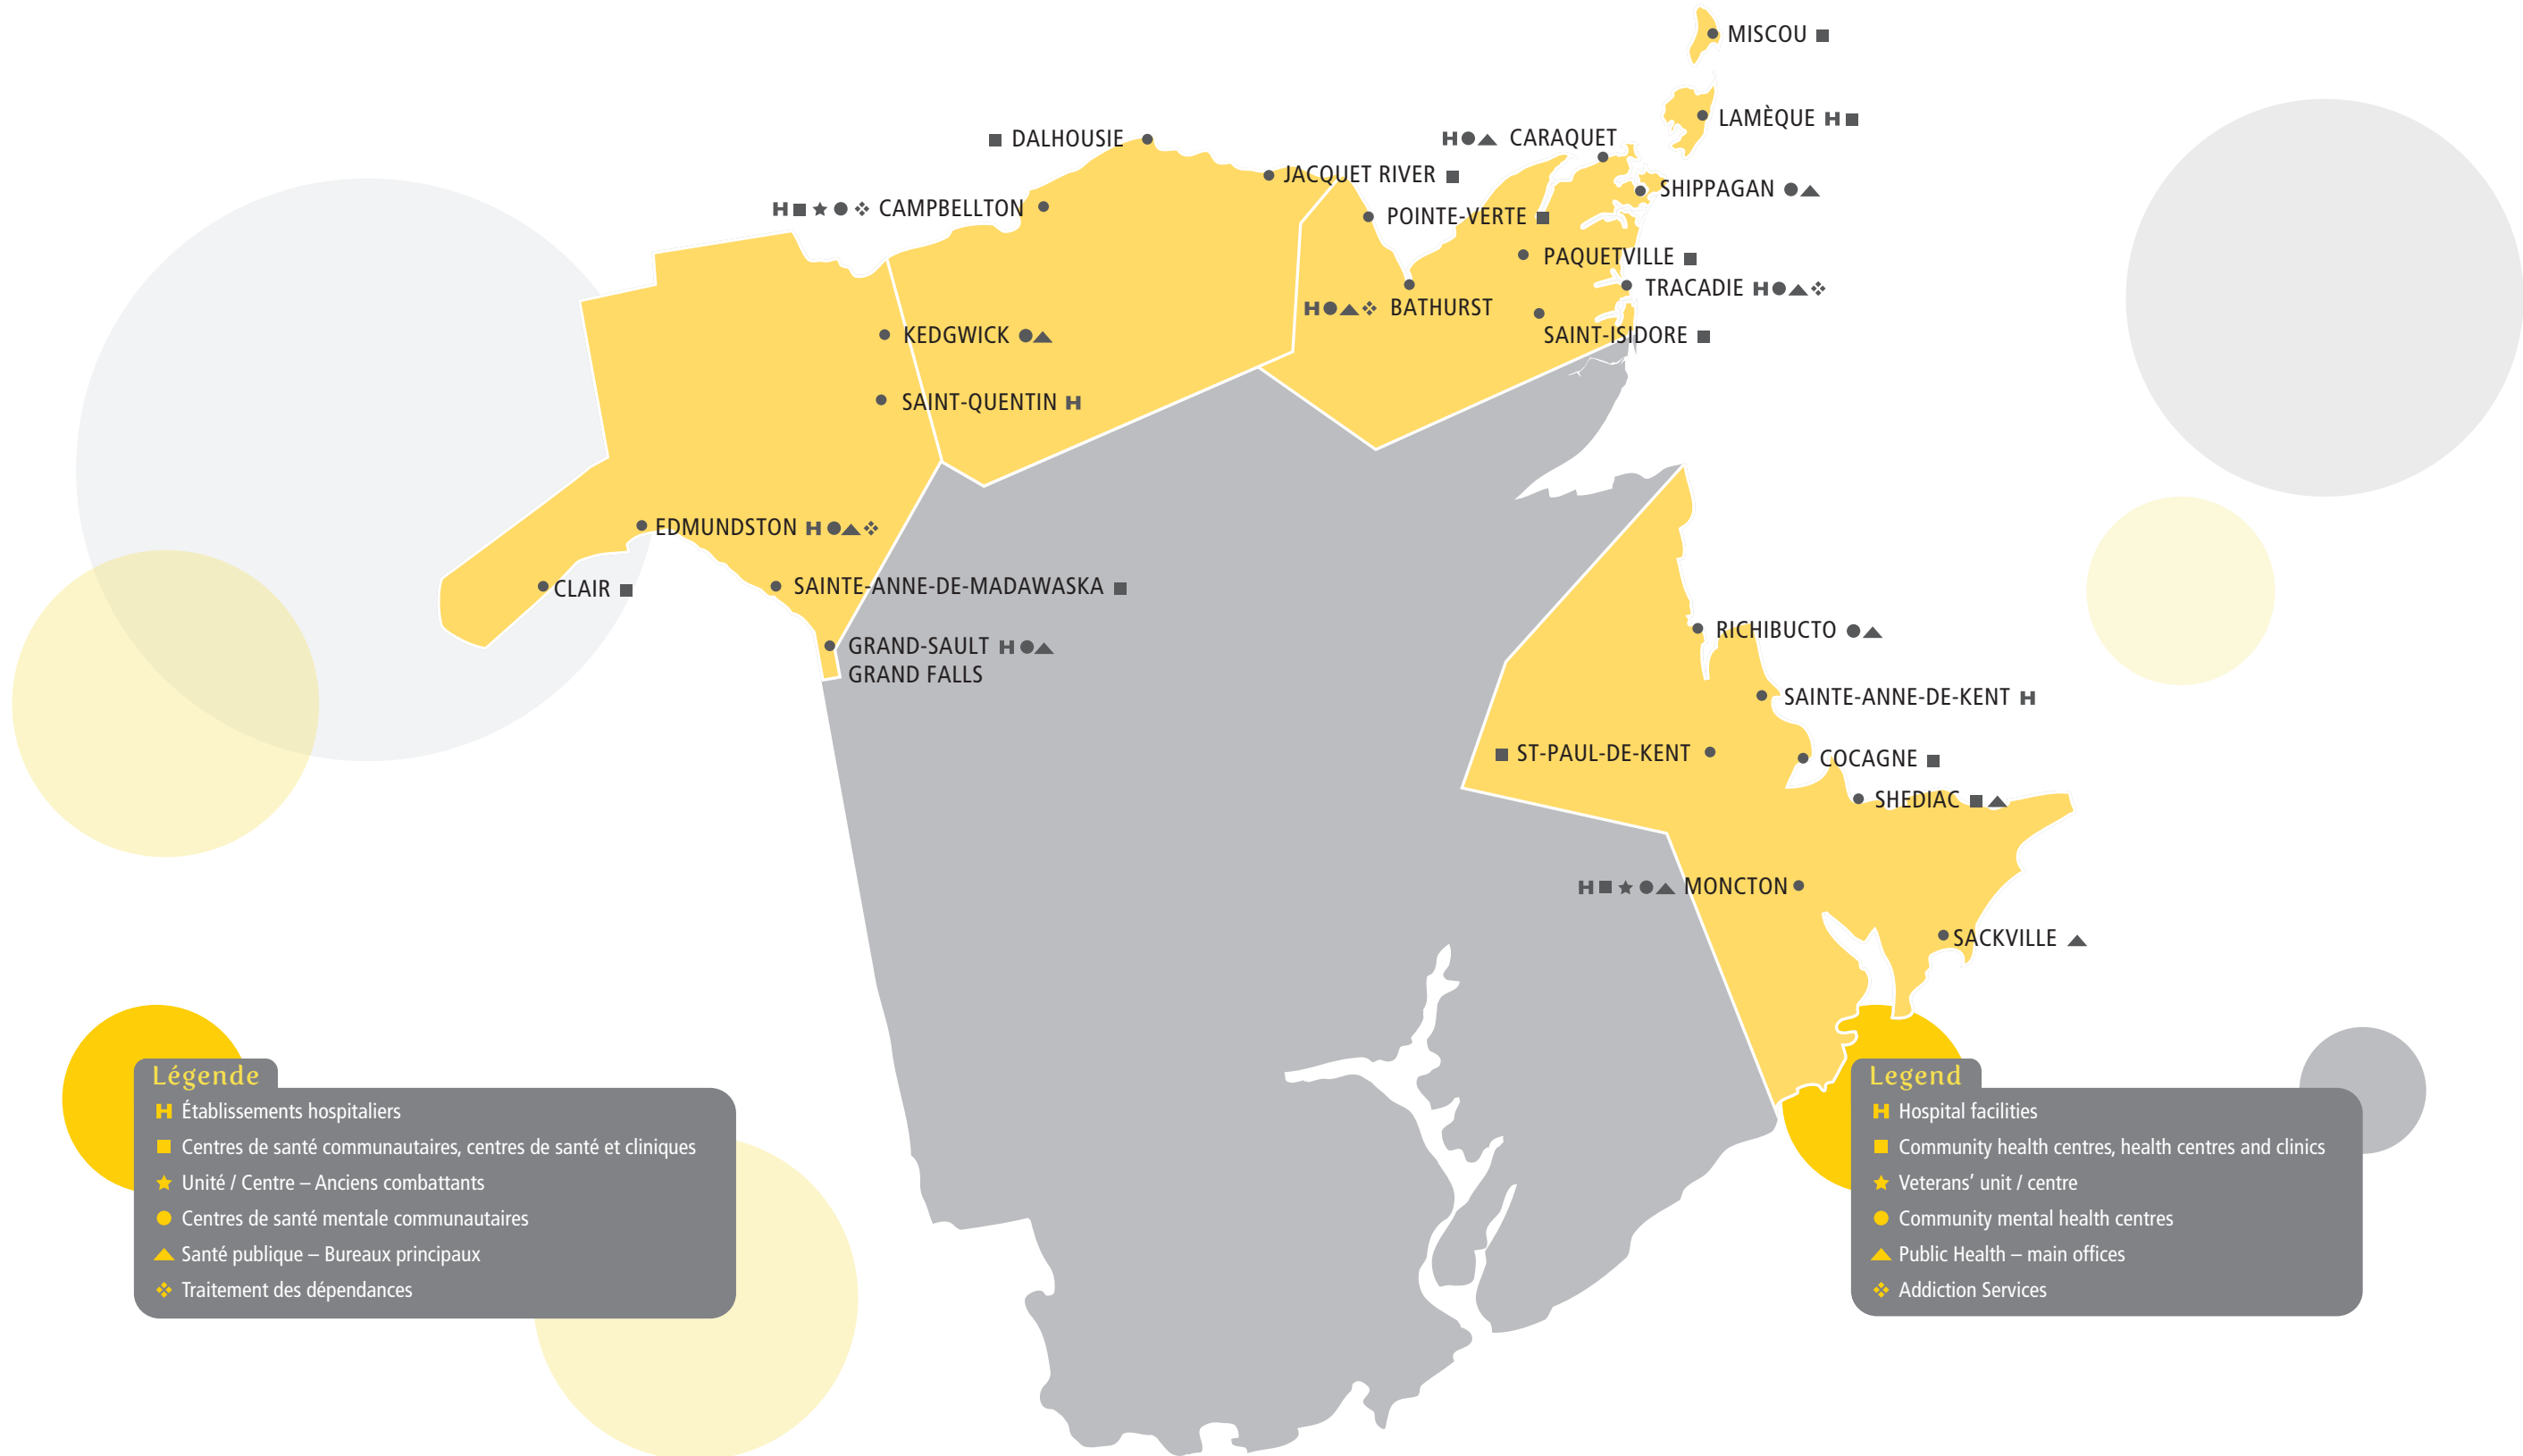 MISCOU
LAMÈQUE H
DALHOUSIE
H CARAQUET
JACQUET RIVER
SHIPPAGAN
H CAMPBELLTON
POINTE-VERTE
PAQUETVILLE
TRACADIE H
H BATHURST
KEDGWICK
SAINT-ISIDORE
SAINT-QUENTIN H
EDMUNDSTON H
CLAIR
SAINTE-ANNE-DE-MADAWASKA
GRAND-SAULT H
GRAND FALLS
RICHIBUCTO
SAINTE-ANNE-DE-KENT H
ST-PAUL-DE-KENT
COCAGNE
SHEDIAC
H MONCTON
SACKVILLE
Légende
H Établissements hospitaliers
Centres de santé communautaires, centres de santé et cliniques
Unité / Centre – Anciens combattants
Centres de santé mentale communautaires
Santé publique – Bureaux principaux
Traitement des dépendances
Legend
H Hospital facilities
Community health centres, health centres and clinics
Veterans’ unit / centre
Community mental health centres
Public Health – main offices
Addiction Services